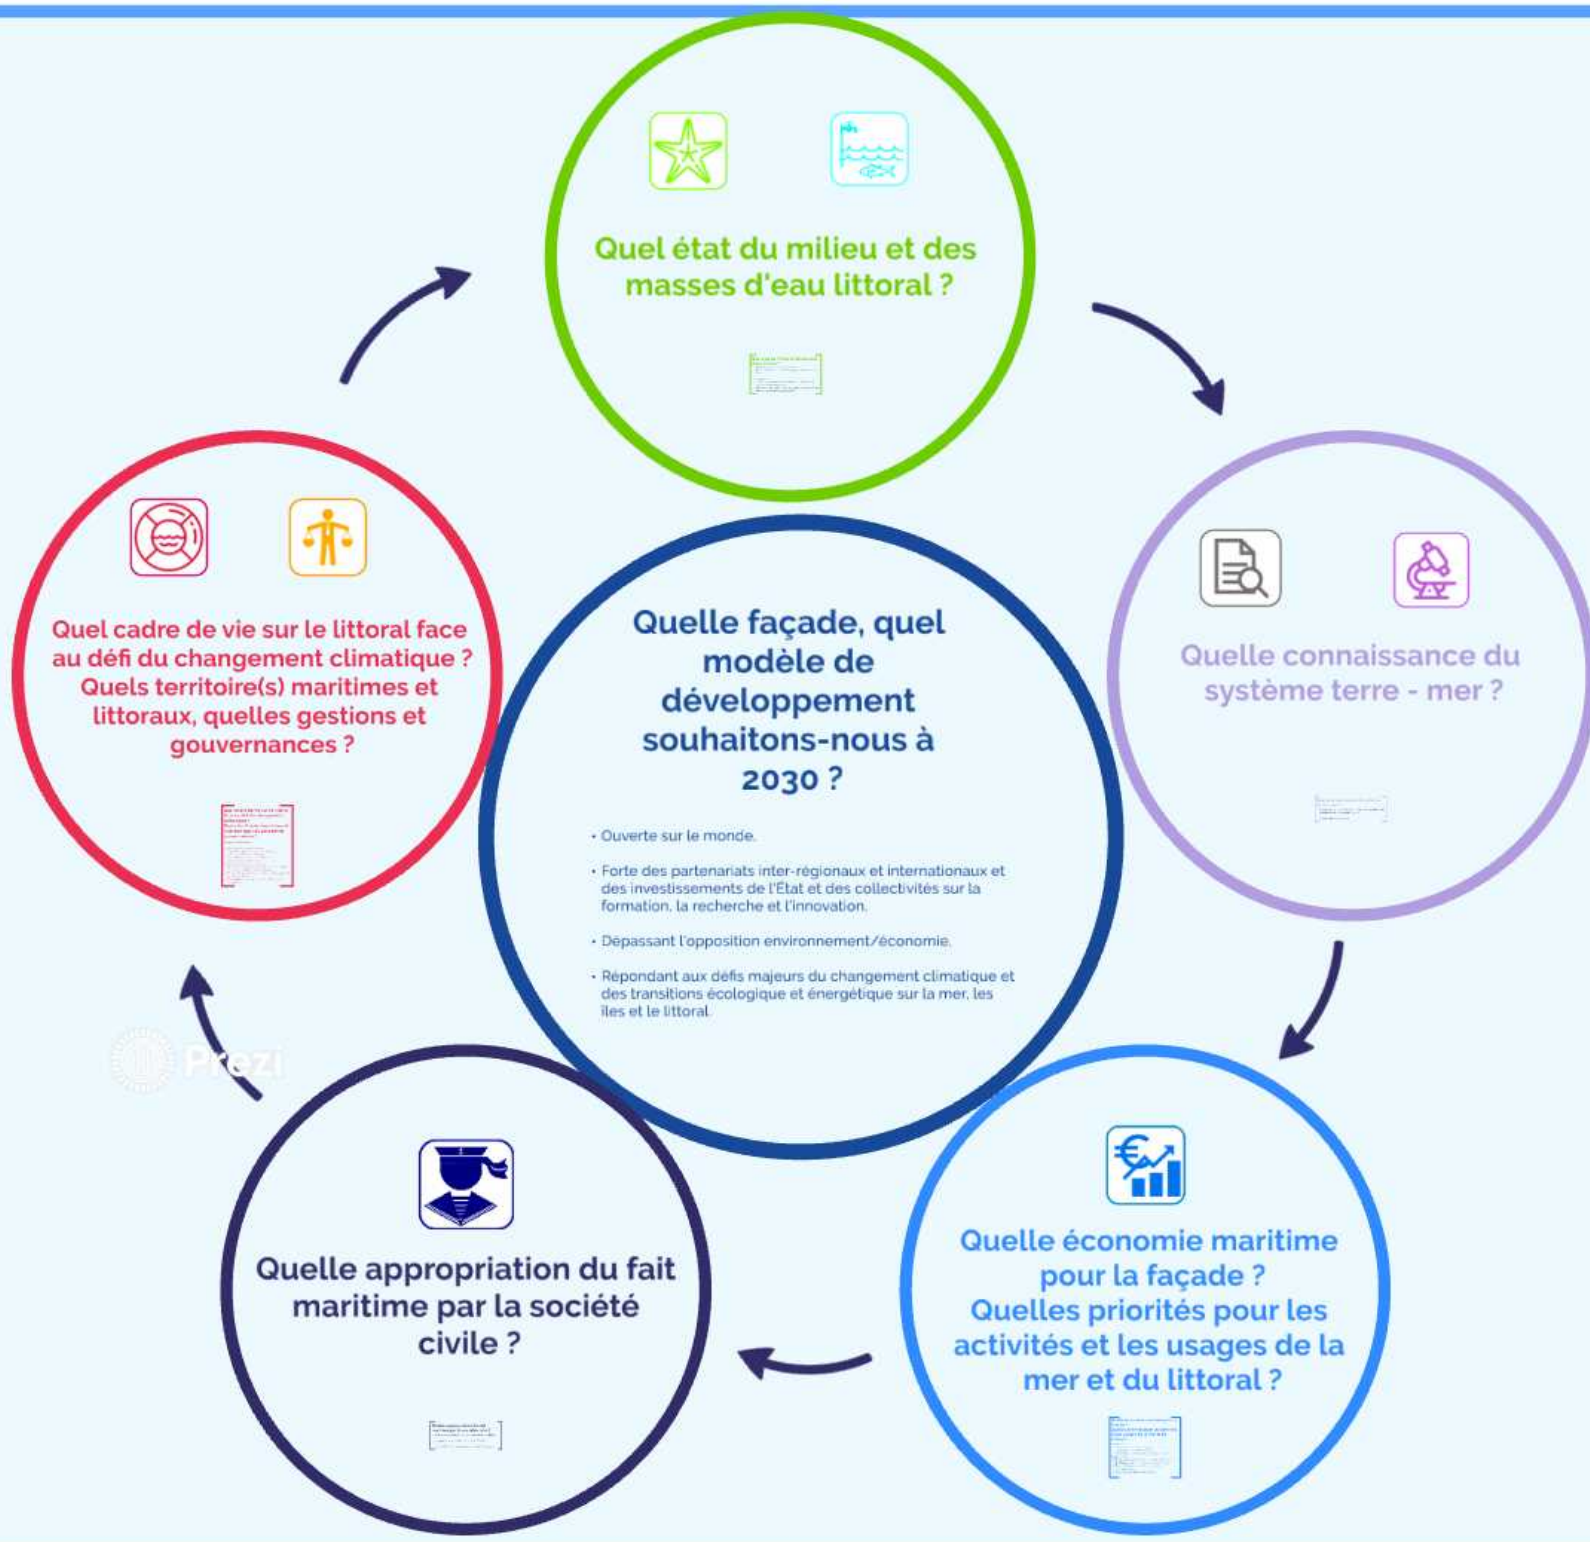 Quel état du milieu et des
masses d'eau littoral ?
Quelle connaissance du
système terre - mer ?
Quelle économie maritime
pour la façade ?
Quelles priorités pour les
activités et les usages de la
mer et du littoral ?
Quelle appropriation du fait
maritime par la société
civile ?
Quel cadre de vie sur le littoral face
au défi du changement climatique ?
Quels territoire(s) maritimes et
littoraux, quelles gestions et
gouvernances ?
Quelle façade, quel
modèle de
développement
souhaitons-nous à
2030 ?
• Ouverte sur le monde.
• Forte des partenariats inter-régionaux et internationaux et
des investissements de l'État et des collectivités sur la
formation, la recherche et l'innovation.
• Dépassant l'opposition environnement/économie.
• Répondant aux défis majeurs du changement climatique et
des transitions écologique et énergétique sur la mer, les
îles et le littoral.
Prezi